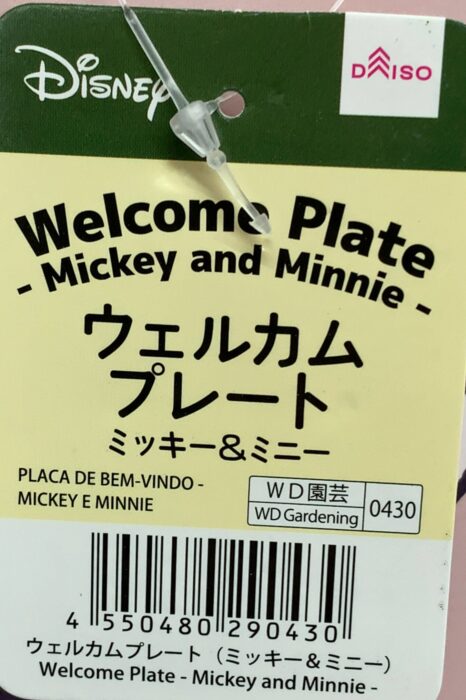 Disney
DAISO
Welcome Plate
- Mickey and Minnie -
ウェルカム
プレート
ミッキー&ミニー
PLACA DE BEM-VINDO -
MICKEY E MINNIE
WD園芸
WD Gardening
0430
4 550480 290430
ウェルカムプレート（ミッキー&ミニー）
Welcome Plate - Mickey and Minnie -